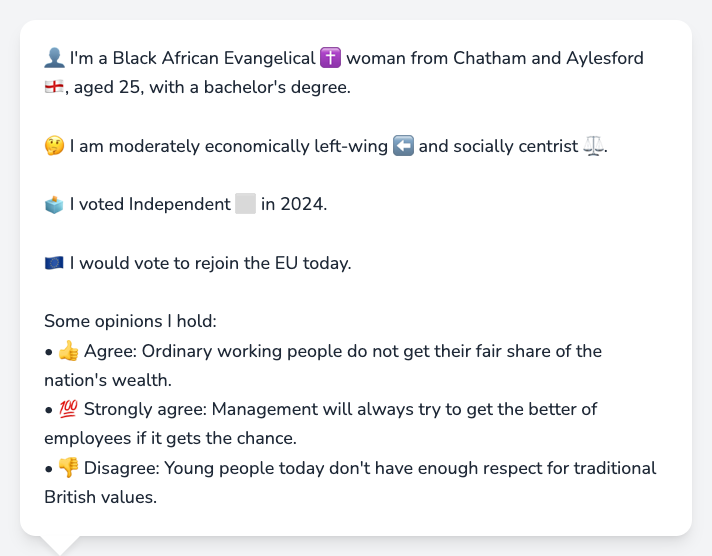 👤 I'm a Black African Evangelical ✝️ woman from Chatham and Aylesford
🏴󠁧󠁢󠁥󠁮󠁧󠁿, aged 25, with a bachelor's degree.
🤔 I am moderately economically left-wing ⬅️ and socially centrist ⚖️.
🗳️ I voted Independent ⬜ in 2024.
🇪🇺 I would vote to rejoin the EU today.
Some opinions I hold:
• 👍 Agree: Ordinary working people do not get their fair share of the
nation's wealth.
• 💯 Strongly agree: Management will always try to get the better of
employees if it gets the chance.
• 👎 Disagree: Young people today don't have enough respect for traditional
British values.